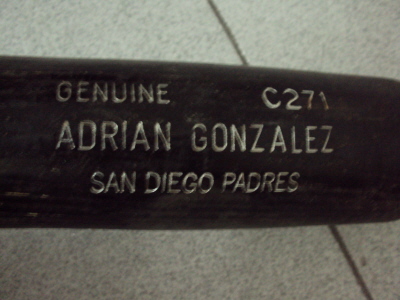 GENUINE C271
ADRIAN GONZALEZ
SAN DIEGO PADRES